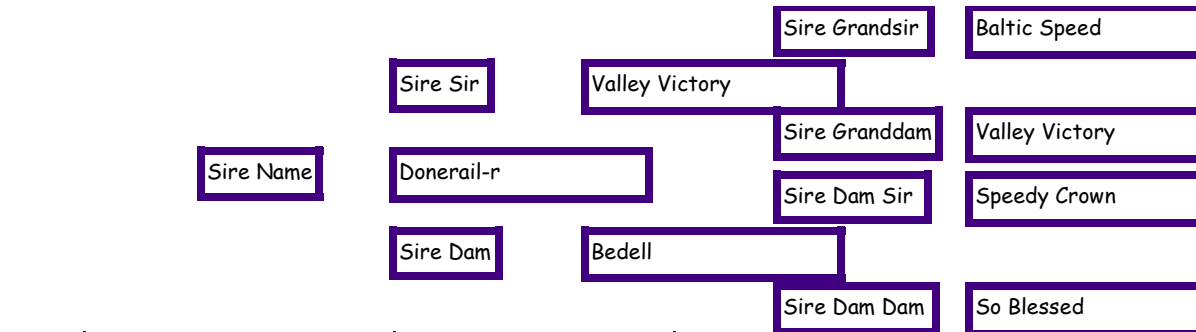 Sire Grandsir Baltic Speed
Sire Sir Valley Victory
Sire Granddam Valley Victory
Sire Name Donerail-r
Sire Dam Sir Speedy Crown
Sire Dam Bedell
Sire Dam Dam So Blessed